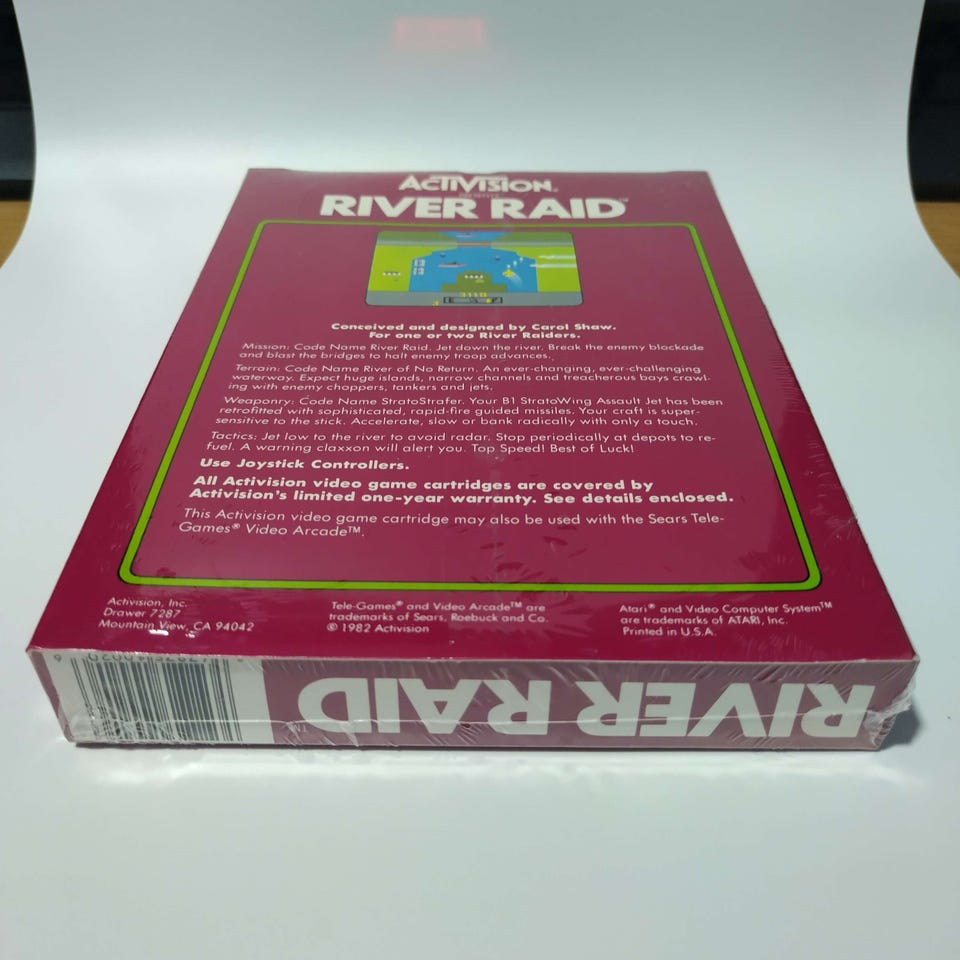 ACTIVISION®
PRESENTS
RIVER RAID™
3110
Conceived and designed by Carol Shaw.
For one or two River Raiders.
Mission: Code Name River Raid. Jet down the river. Break the enemy blockade
and blast the bridges to halt enemy troop advances.
Terrain: Code Name River of No Return. An ever-changing, ever-challenging
waterway. Expect huge islands, narrow channels and treacherous bays crawl-
ing with enemy choppers, tankers and jets.
Weaponry: Code Name StratoStrafer. Your B1 StratoWing Assault Jet has been
retrofitted with sophisticated, rapid-fire guided missiles. Your craft is super-
sensitive to the stick. Accelerate, slow or bank radically with only a touch.
Tactics: Jet low to the river to avoid radar. Stop periodically at depots to re-
fuel. A warning claxxon will alert you. Top Speed! Best of Luck!
Use Joystick Controllers.
All Activision video game cartridges are covered by
Activision's limited one-year warranty. See details enclosed.
This Activision video game cartridge may also be used with the Sears Tele-
Games® Video Arcade™.
Activision, Inc.
Drawer 7287
Mountain View, CA 94042
Tele-Games® and Video Arcade™ are
trademarks of Sears, Roebuck and Co.
© 1982 Activision
Atari® and Video Computer System™
are trademarks of ATARI, Inc.
Printed in U.S.A.
RIVER RAID